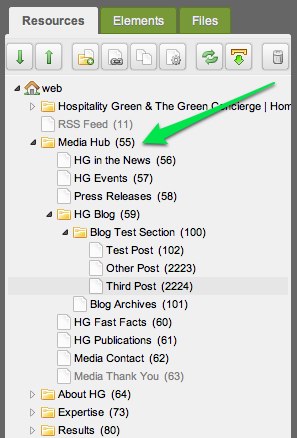 Resources Elements Files
web
Hospitality Green & The Green Concierge | Hom
RSS Feed (11)
Media Hub (55)
HG in the News (56)
HG Events (57)
Press Releases (58)
HG Blog (59)
Blog Test Section (100)
Test Post (102)
Other Post (2223)
Third Post (2224)
Blog Archives (101)
HG Fast Facts (60)
HG Publications (61)
Media Contact (62)
Media Thank You (63)
About HG (64)
Expertise (73)
Results (80)